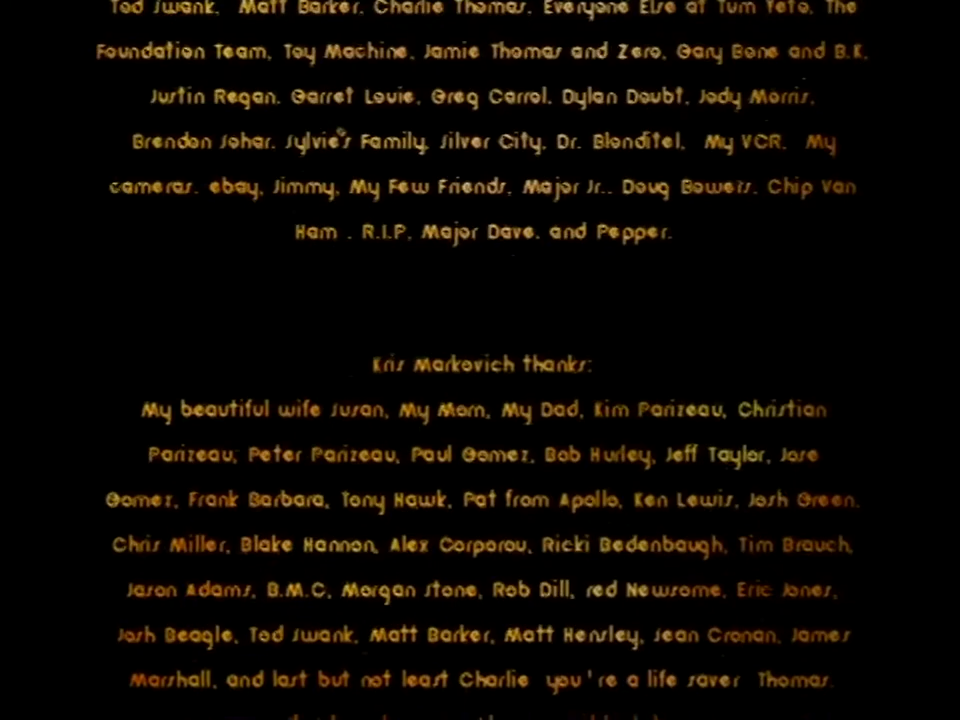 Tod Swank. Matt Barker. Charlie Thomas. Everyone Else at Tum Yeto. The
Foundation Team, Toy Machine. Jamie Thomas and Zero. Gary Bone and B.K.
Justin Regan. Garret Louie. Greg Carrol. Dylan Doubt. Jody Morris.
Brendon Johar. Sylvie's Family. Silver City. Dr. Blonditel. My VCR. My
cameras. ebay. Jimmy. My Few Friends. Major Jr.. Doug Bowers. Chip Van
Ham . R.I.P. Major Dave. and Pepper.
Kris Markovich thanks:
My beautiful wife Susan, My Mom, My Dad, Kim Parizeau, Christian
Parizeau, Peter Parizeau, Paul Gomez, Bob Hurley, Jeff Taylor, Jose
Gomez, Frank Barbara, Tony Hawk, Pat from Apollo, Ken Lewis, Josh Green,
Chris Miller, Blake Hannon, Alex Corporou, Ricki Bedenbaugh, Tim Brauch,
Jason Adams, B.M.C, Morgan stone, Rob Dill, red Newsome, Eric Jones,
Josh Beagle, Tod Swank, Matt Barker, Matt Hensley, Sean Cronan, James
Marshall, and last but not least Charlie you're a life saver Thomas.